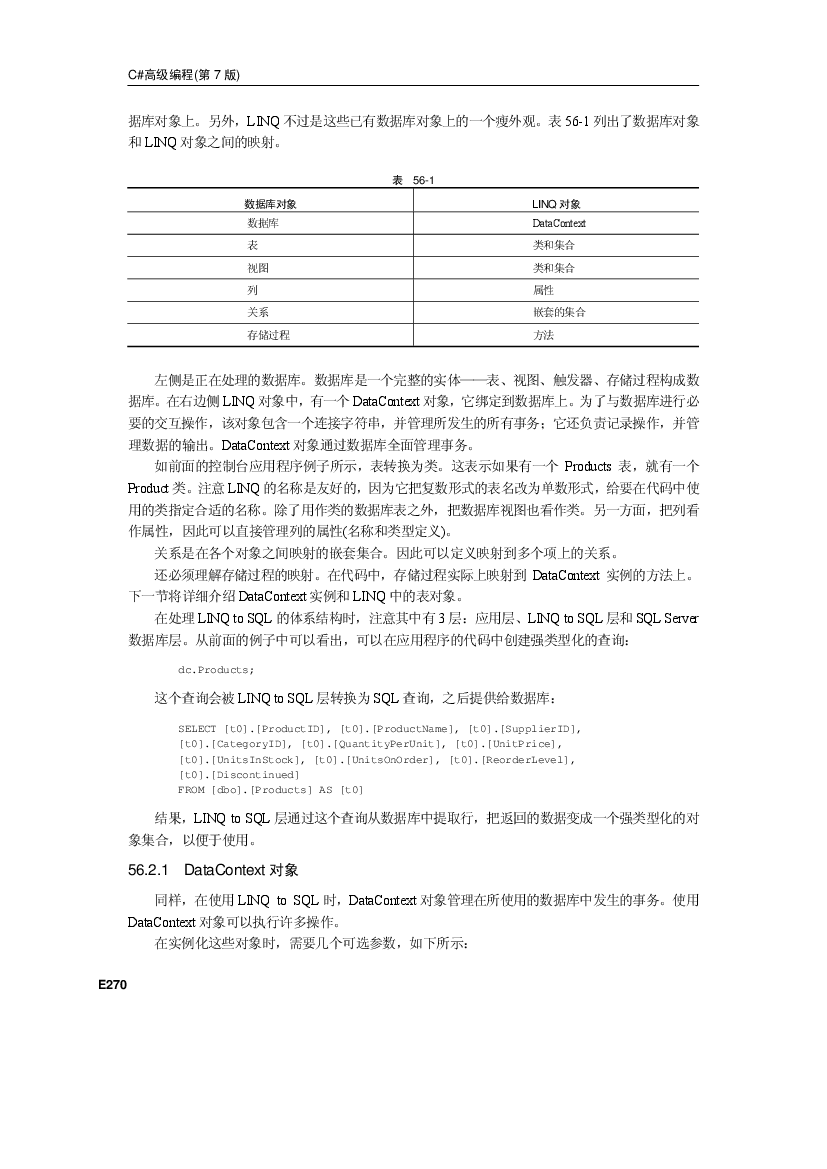 C#高级编程(第 7 版)
据库对象上。另外，LINQ 不过是这些已有数据库对象上的一个瘦外观。表 56-1 列出了数据库对象
和 LINQ 对象之间的映射。
表 56-1
数据库对象 LINQ 对象
数据库 DataContext
表 类和集合
视图 类和集合
列 属性
关系 嵌套的集合
存储过程 方法
左侧是正在处理的数据库。数据库是一个完整的实体——表、视图、触发器、存储过程构成数
据库。在右边侧 LINQ 对象中，有一个 DataContext 对象，它绑定到数据库上。为了与数据库进行必
要的交互操作，该对象包含一个连接字符串，并管理所发生的所有事务；它还负责记录操作，并管
理数据的输出。DataContext 对象通过数据库全面管理事务。
如前面的控制台应用程序例子所示，表转换为类。这表示如果有一个 Products 表，就有一个
Product 类。注意 LINQ 的名称是友好的，因为它把复数形式的表名改为单数形式，给要在代码中使
用的类指定合适的名称。除了用作类的数据库表之外，把数据库视图也看作类。另一方面，把列看
作属性，因此可以直接管理列的属性(名称和类型定义)。
关系是在各个对象之间映射的嵌套集合。因此可以定义映射到多个项上的关系。
还必须理解存储过程的映射。在代码中，存储过程实际上映射到 DataContext 实例的方法上。
下一节将详细介绍 DataContext 实例和 LINQ 中的表对象。
在处理 LINQ to SQL 的体系结构时，注意其中有 3 层：应用层、LINQ to SQL 层和 SQL Server
数据库层。从前面的例子中可以看出，可以在应用程序的代码中创建强类型化的查询：
dc.Products;
这个查询会被 LINQ to SQL 层转换为 SQL 查询，之后提供给数据库：
SELECT [t0].[ProductID], [t0].[ProductName], [t0].[SupplierID],
[t0].[CategoryID], [t0].[QuantityPerUnit], [t0].[UnitPrice],
[t0].[UnitsInStock], [t0].[UnitsOnOrder], [t0].[ReorderLevel],
[t0].[Discontinued]
FROM [dbo].[Products] AS [t0]
结果，LINQ to SQL 层通过这个查询从数据库中提取行，把返回的数据变成一个强类型化的对
象集合，以便于使用。
56.2.1 DataContext 对象
同样，在使用 LINQ to SQL 时，DataContext 对象管理在所使用的数据库中发生的事务。使用
DataContext 对象可以执行许多操作。
在实例化这些对象时，需要几个可选参数，如下所示：
E270